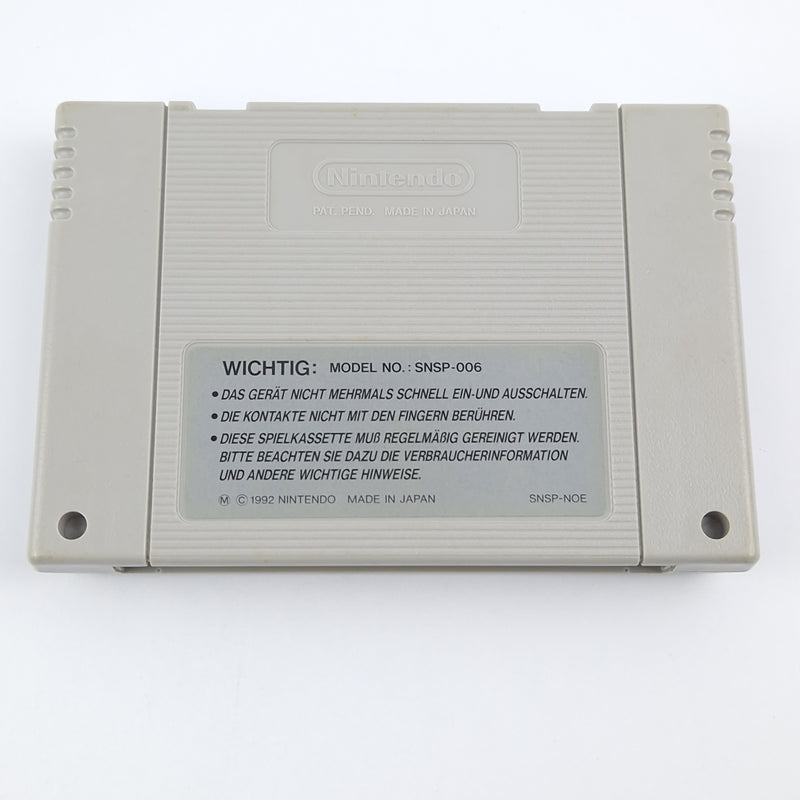 Nintendo
PAT. PEND. MADE IN JAPAN
WICHTIG: MODEL NO.: SNSP-006
• DAS GERÄT NICHT MEHRMALS SCHNELL EIN-UND AUSSCHALTEN.
• DIE KONTAKTE NICHT MIT DEN FINGERN BERÜHREN.
• DIESE SPIELKASSETTE MUß REGELMÄßIG GEREINIGT WERDEN.
BITTE BEACHTEN SIE DAZU DIE VERBRAUCHERINFORMATION
UND ANDERE WICHTIGE HINWEISE.
Ⓜ © 1992 NINTENDO MADE IN JAPAN SNSP-NOE